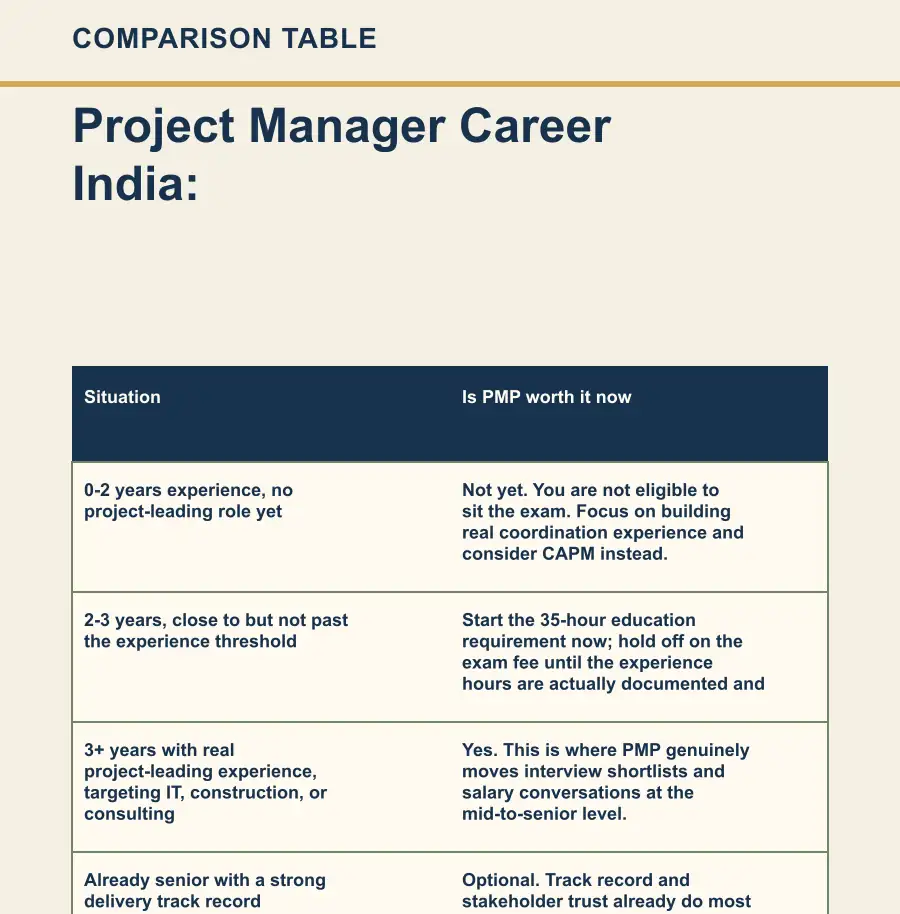 COMPARISON TABLE
Project Manager Career
India:
Situation
Is PMP worth it now
0-2 years experience, no
project-leading role yet
Not yet. You are not eligible to
sit the exam. Focus on building
real coordination experience and
consider CAPM instead.
2-3 years, close to but not past
the experience threshold
Start the 35-hour education
requirement now; hold off on the
exam fee until the experience
hours are actually documented and
3+ years with real
project-leading experience,
targeting IT, construction, or
consulting
Yes. This is where PMP genuinely
moves interview shortlists and
salary conversations at the
mid-to-senior level.
Already senior with a strong
delivery track record
Optional. Track record and
stakeholder trust already do most